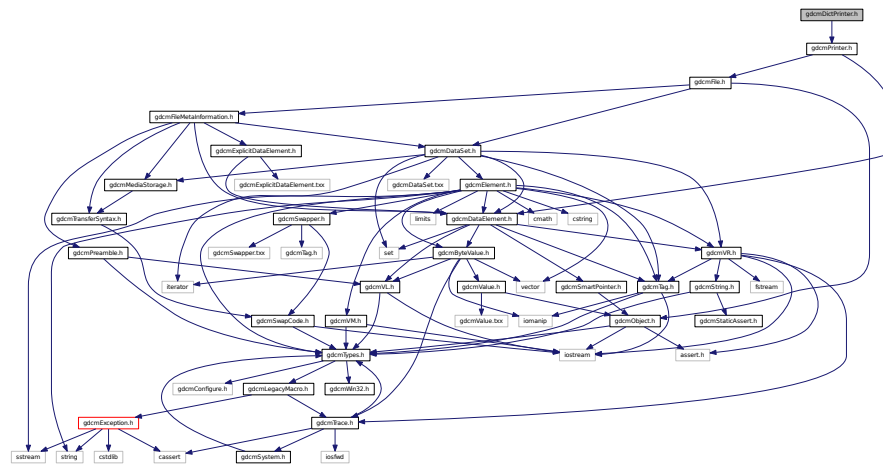 gdcmDictPrinter.h
gdcmPrinter.h
gdcmFile.h
gdcmFileMetaInformation.h
gdcmExplicitDataElement.h
gdcmDataSet.h
gdcmMediaStorage.h
gdcmExplicitDataElement.txx
gdcmDataSet.txx
gdcmElement.h
gdcmTransferSyntax.h
gdcmSwapper.h
limits
gdcmDataElement.h
cmath
cstring
gdcmPreamble.h
gdcmSwapper.txx
gdcmTag.h
set
gdcmByteValue.h
gdcmVR.h
iterator
gdcmVL.h
gdcmValue.h
vector
gdcmSmartPointer.h
gdcmTag.h
gdcmString.h
fstream
gdcmSwapCode.h
gdcmVM.h
gdcmValue.txx
iomanip
gdcmObject.h
gdcmStaticAssert.h
gdcmTypes.h
iostream
assert.h
gdcmConfigure.h
gdcmLegacyMacro.h
gdcmWin32.h
gdcmException.h
gdcmTrace.h
sstream
string
cstdlib
cassert
gdcmSystem.h
iosfwd